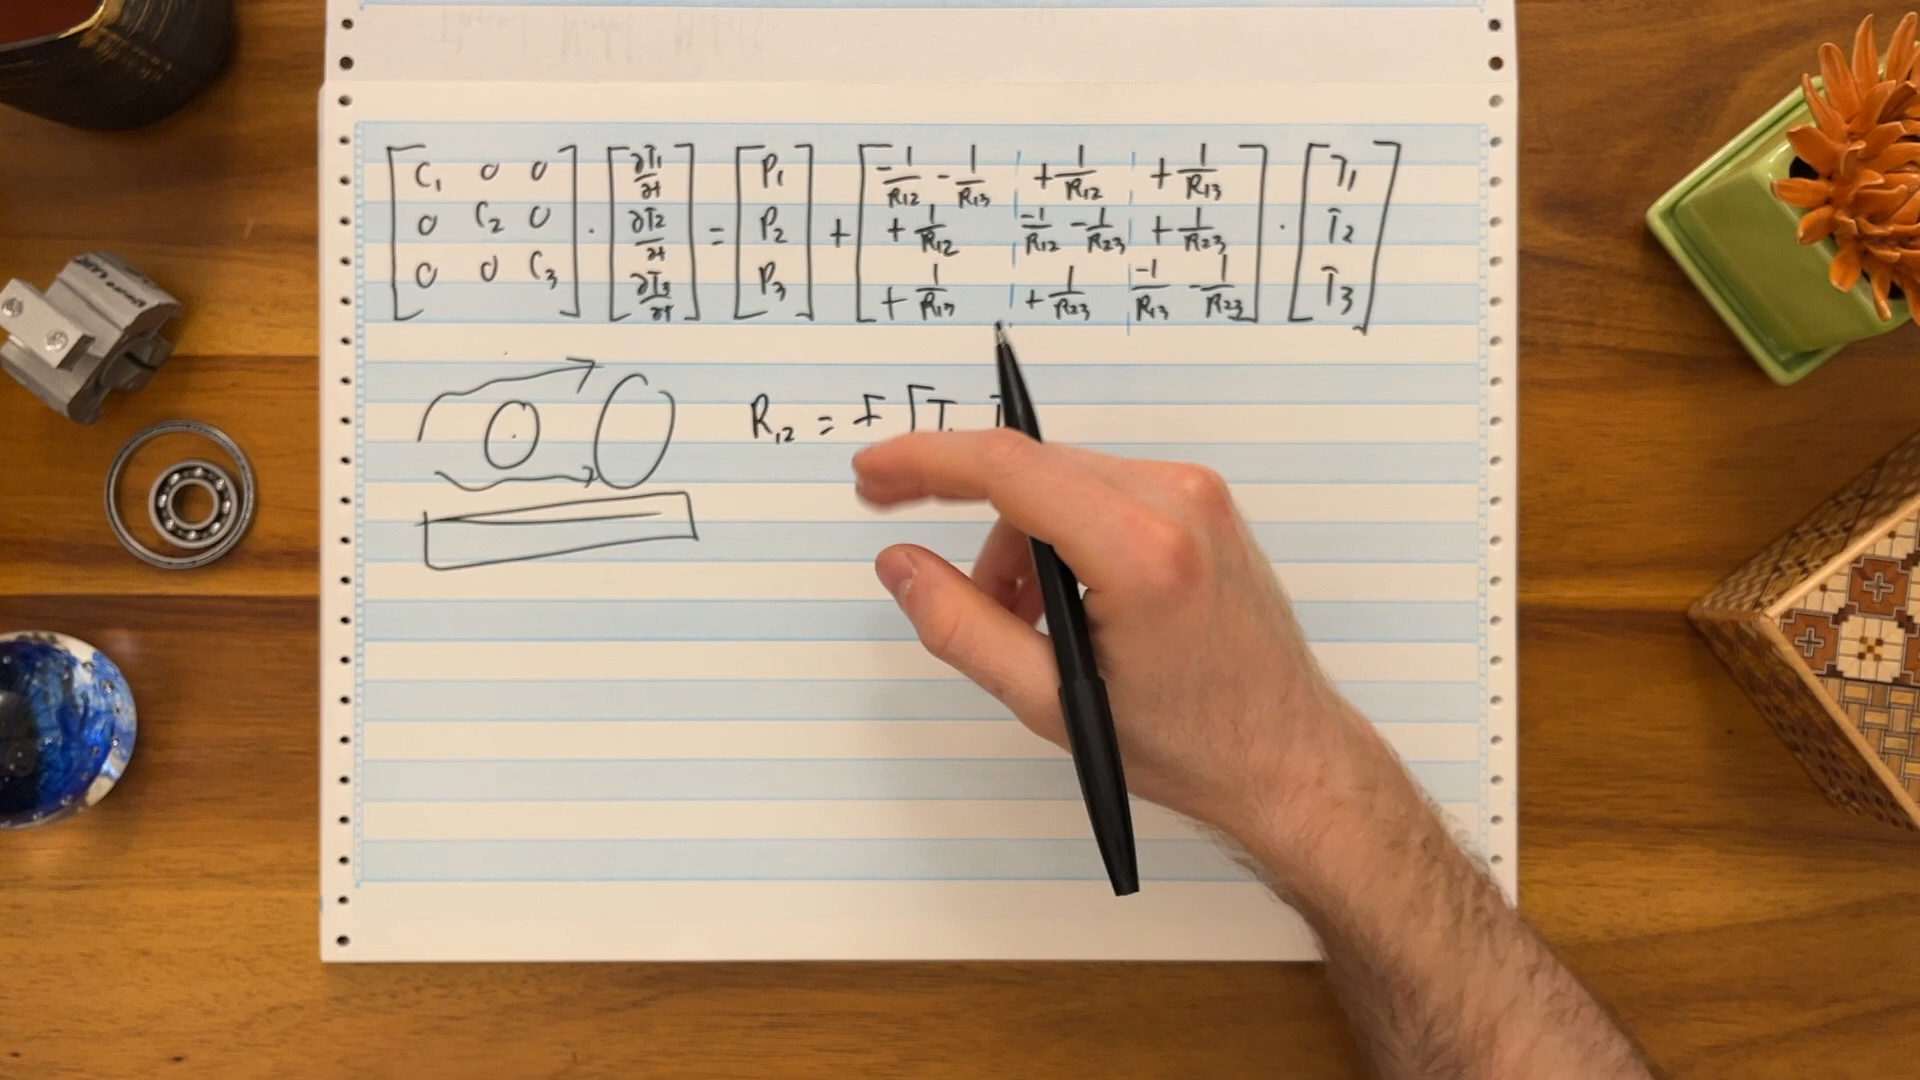 [C₁ 0 0] [∂T₁/∂t] = [P₁] + [-1/R₁₂ - 1/R₁₃ +1/R₁₂ +1/R₁₃] · [T₁]
[0 C₂ 0] · [∂T₂/∂t] [P₂] [+1/R₁₂ -1/R₁₂ -1/R₂₃ +1/R₂₃] [T₂]
[0 0 C₃] [∂T₃/∂t] [P₃] [+1/R₁₃ +1/R₂₃ -1/R₁₃ -1/R₂₃] [T₃]
R₁₂ =